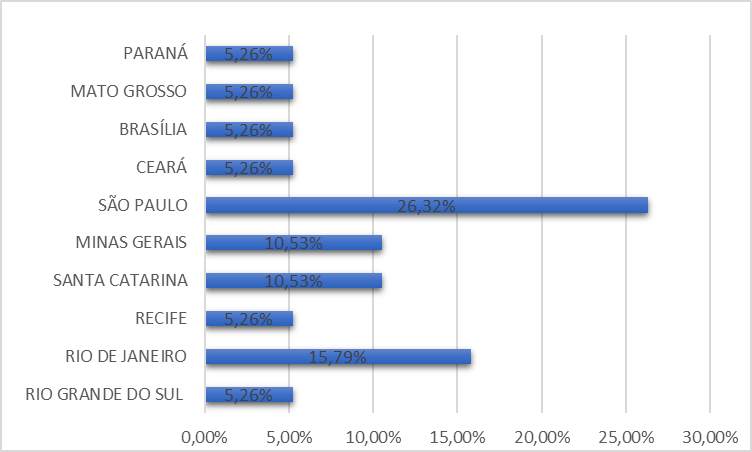 PARANÁ 5,26%
MATO GROSSO 5,26%
BRASÍLIA 5,26%
CEARÁ 5,26%
SÃO PAULO 26,32%
MINAS GERAIS 10,53%
SANTA CATARINA 10,53%
RECIFE 5,26%
RIO DE JANEIRO 15,79%
RIO GRANDE DO SUL 5,26%
0,00% 5,00% 10,00% 15,00% 20,00% 25,00% 30,00%